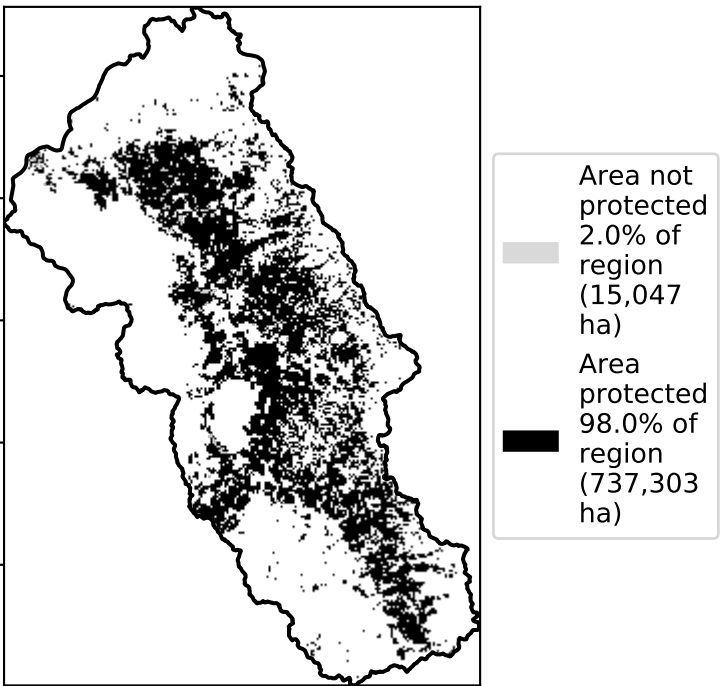 Area not
protected
2.0% of
region
(15,047
ha)
Area
protected
98.0% of
region
(737,303
ha)